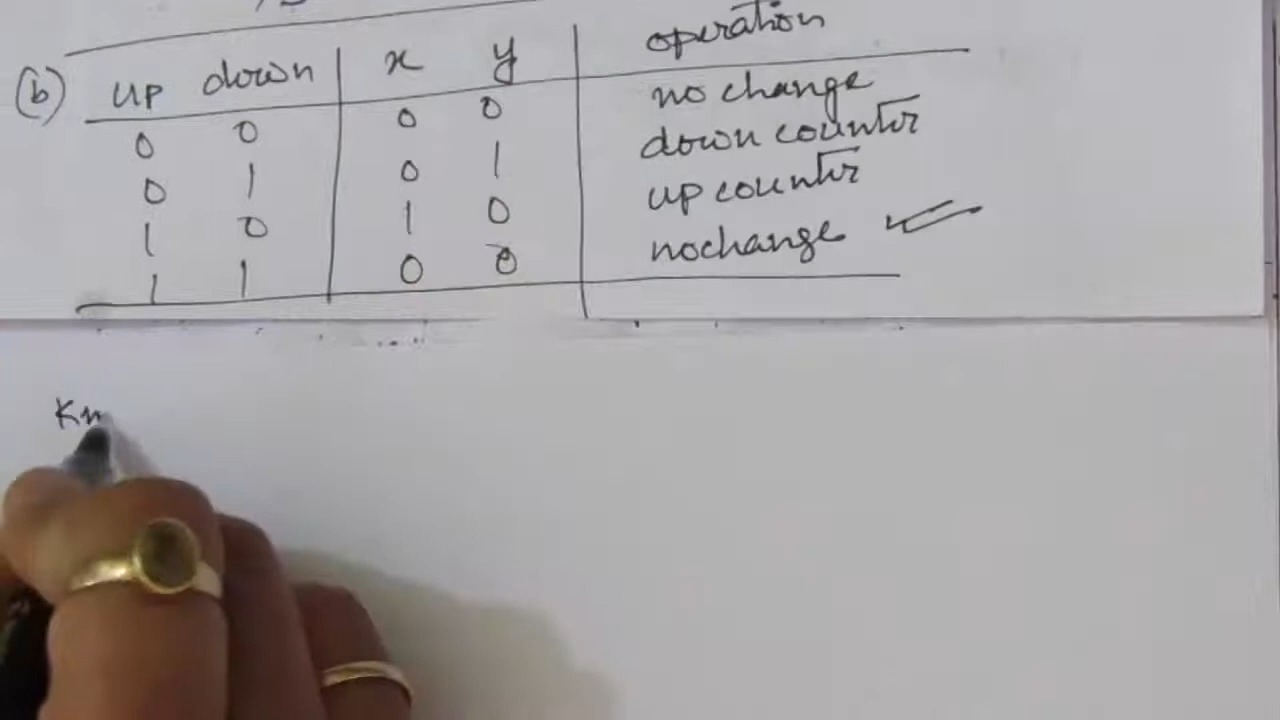 (b) up down x y operation
0 0 0 0 no change
0 1 0 1 down counter
1 0 1 0 up counter
1 1 0 0 nochange